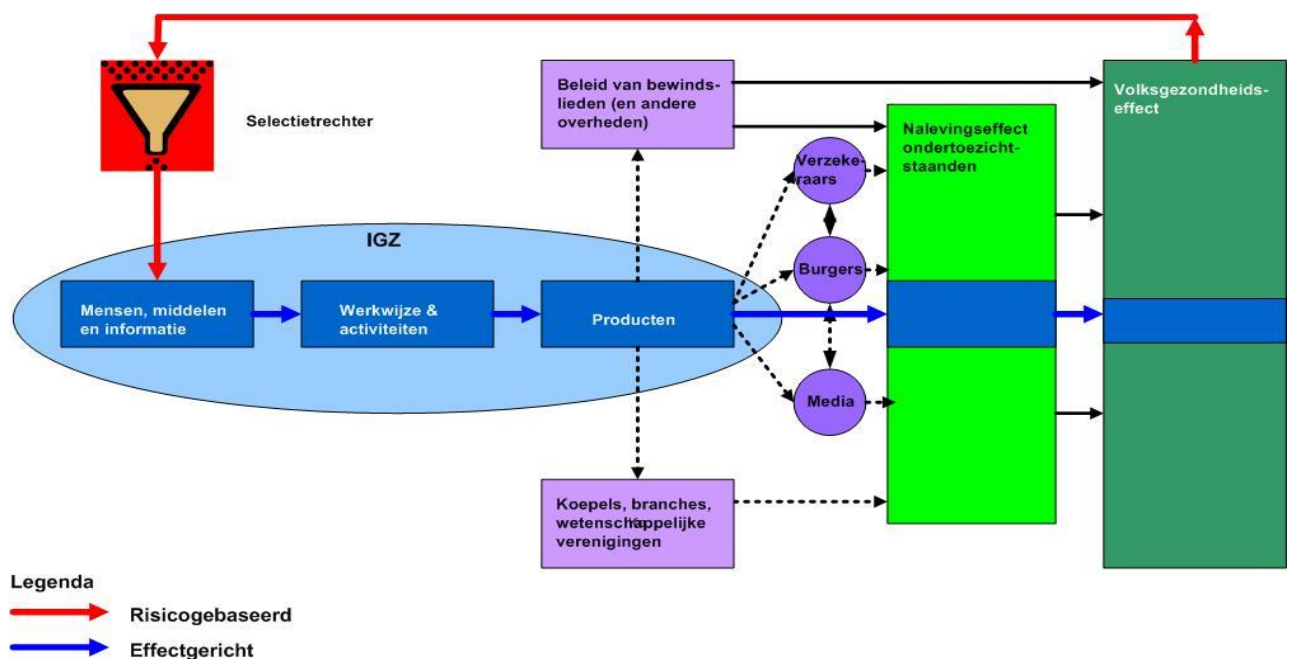 Selectietrechter
Beleid van bewinds-
lieden (en andere
overheden)
Volksgezondheids-
effect
Nalevingseffect
ondertoezicht-
staanden
Verzeke-
raars
IGZ
Burgers
Mensen, middelen
en informatie
Werkwijze &
activiteiten
Producten
Media
Koepels, branches,
verenigingen
Legenda
Risicogebaseerd
Effectgericht